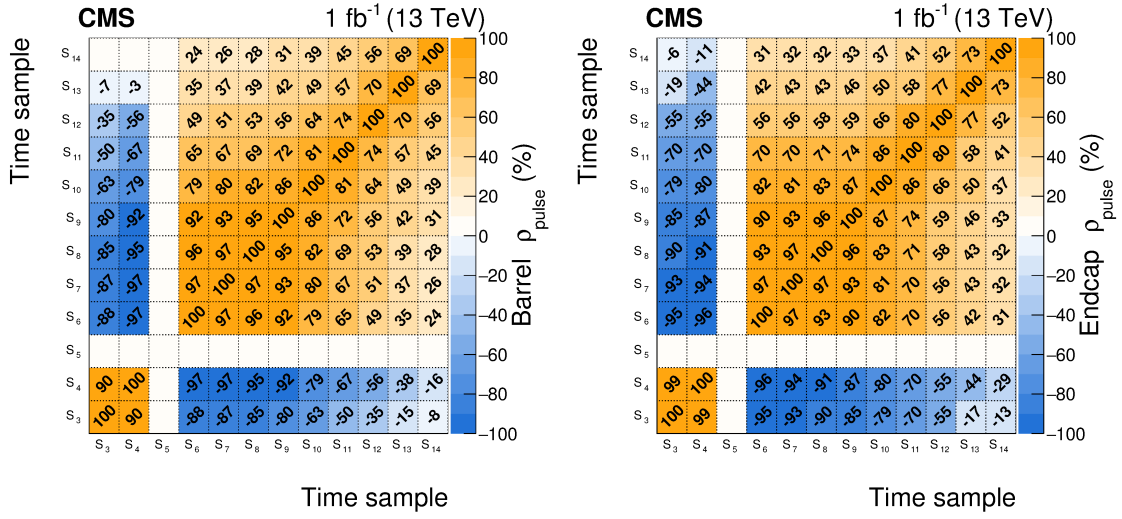 CMS 1 fb⁻¹ (13 TeV)
Time sample
S₁₄ 24 26 28 31 39 45 56 69 100
S₁₃ -7 -3 35 37 39 42 49 57 70 100 69
S₁₂ -35 -56 49 51 53 56 64 74 100 70 56
S₁₁ -50 -67 65 67 69 72 81 100 74 57 45
S₁₀ -63 -79 79 80 82 86 100 81 64 49 39
S₉ -80 -92 92 93 95 100 86 72 56 42 31
S₈ -85 -95 96 97 100 95 82 69 53 39 28
S₇ -87 -97 97 100 97 93 80 67 51 37 26
S₆ -88 -97 100 97 96 92 79 65 49 35 24
S₅
S₄ 90 100 -97 -97 -95 -92 -79 -67 -56 -38 -16
S₃ 100 90 -88 -87 -85 -80 -63 -50 -35 -15 -8
S₃ S₄ S₅ S₆ S₇ S₈ S₉ S₁₀ S₁₁ S₁₂ S₁₃ S₁₄
Time sample
100
80
60
40
20
0
−20
−40
−60
−80
−100
Barrel ρpulse (%)
CMS 1 fb⁻¹ (13 TeV)
Time sample
S₁₄ -6 -11 31 32 32 33 37 41 52 73 100
S₁₃ -19 -44 42 43 43 46 50 58 77 100 73
S₁₂ -55 -55 56 56 58 59 66 80 100 77 52
S₁₁ -70 -70 70 70 71 74 86 100 80 58 41
S₁₀ -79 -80 82 81 83 87 100 86 66 50 37
S₉ -85 -87 90 93 96 100 87 74 59 46 33
S₈ -90 -91 93 97 100 96 83 71 58 43 32
S₇ -93 -94 97 100 97 93 81 70 56 43 32
S₆ -95 -96 100 97 93 90 82 70 56 42 31
S₅
S₄ 99 100 -96 -94 -91 -87 -80 -70 -55 -44 -29
S₃ 100 99 -95 -93 -90 -85 -79 -70 -55 -17 -13
S₃ S₄ S₅ S₆ S₇ S₈ S₉ S₁₀ S₁₁ S₁₂ S₁₃ S₁₄
Time sample
100
80
60
40
20
0
−20
−40
−60
−80
−100
Endcap ρpulse (%)